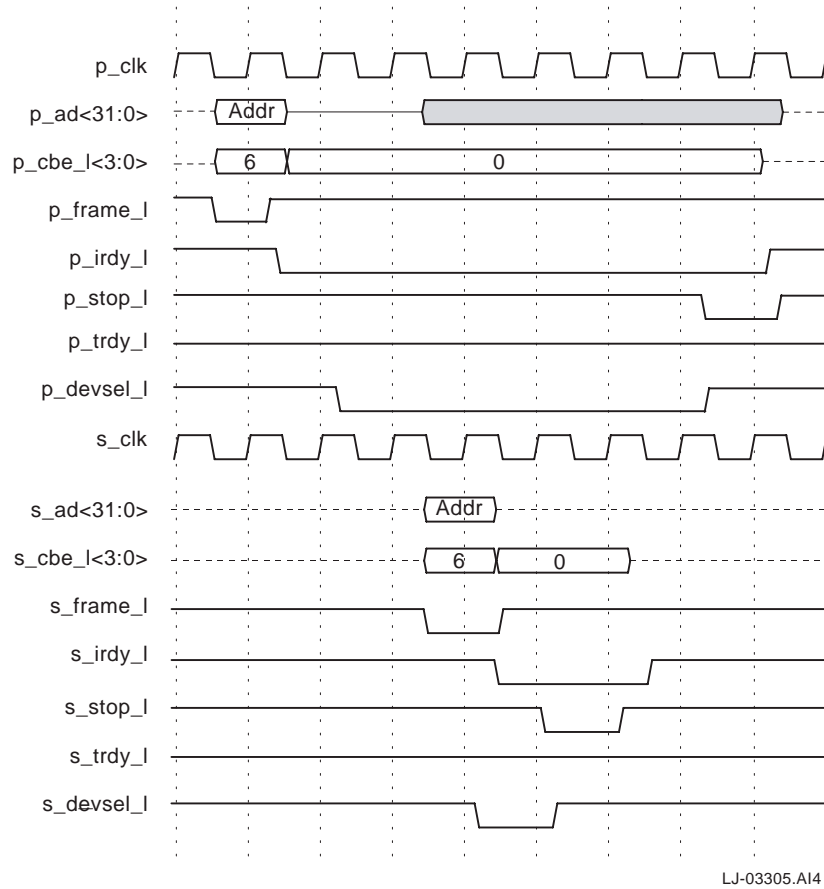 p_clk
p_ad<31:0> Addr
p_cbe_l<3:0> 6 0
p_frame_l
p_irdy_l
p_stop_l
p_trdy_l
p_devsel_l
s_clk
s_ad<31:0> Addr
s_cbe_l<3:0> 6 0
s_frame_l
s_irdy_l
s_stop_l
s_trdy_l
s_devsel_l
LJ-03305.AI4